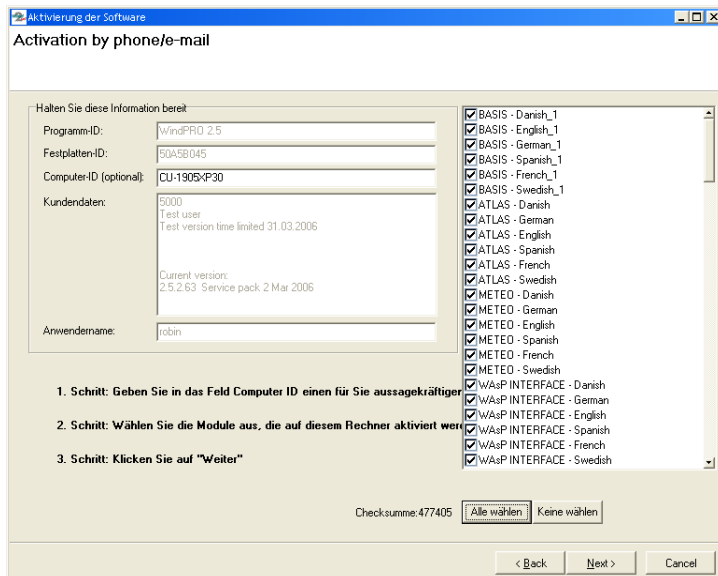 Aktivierung der Software
Activation by phone/e-mail
Halten Sie diese Information bereit
Programm-ID:
WindPRO 2.5
Festplatten-ID:
50A5B045
Computer-ID (optional):
CU-1905XP30
Kundendaten:
5000
Test user
Test version time limited 31.03.2006
Current version:
2.5.2.63 Service pack 2 Mar 2006
Anwendername:
robin
1. Schritt: Geben Sie in das Feld Computer ID einen für Sie aussagekräftiger
2. Schritt: Wählen Sie die Module aus, die auf diesem Rechner aktiviert wer
3. Schritt: Klicken Sie auf "Weiter"
BASIS - Danish_1
BASIS - English_1
BASIS - German_1
BASIS - Spanish_1
BASIS - French_1
BASIS - Swedish_1
ATLAS - Danish
ATLAS - German
ATLAS - English
ATLAS - Spanish
ATLAS - French
ATLAS - Swedish
METEO - Danish
METEO - German
METEO - English
METEO - Spanish
METEO - French
METEO - Swedish
WAsP INTERFACE - Danish
WAsP INTERFACE - German
WAsP INTERFACE - English
WAsP INTERFACE - Spanish
WAsP INTERFACE - French
WAsP INTERFACE - Swedish
Checksumme:477405
Alle wählen
Keine wählen
< Back
Next >
Cancel